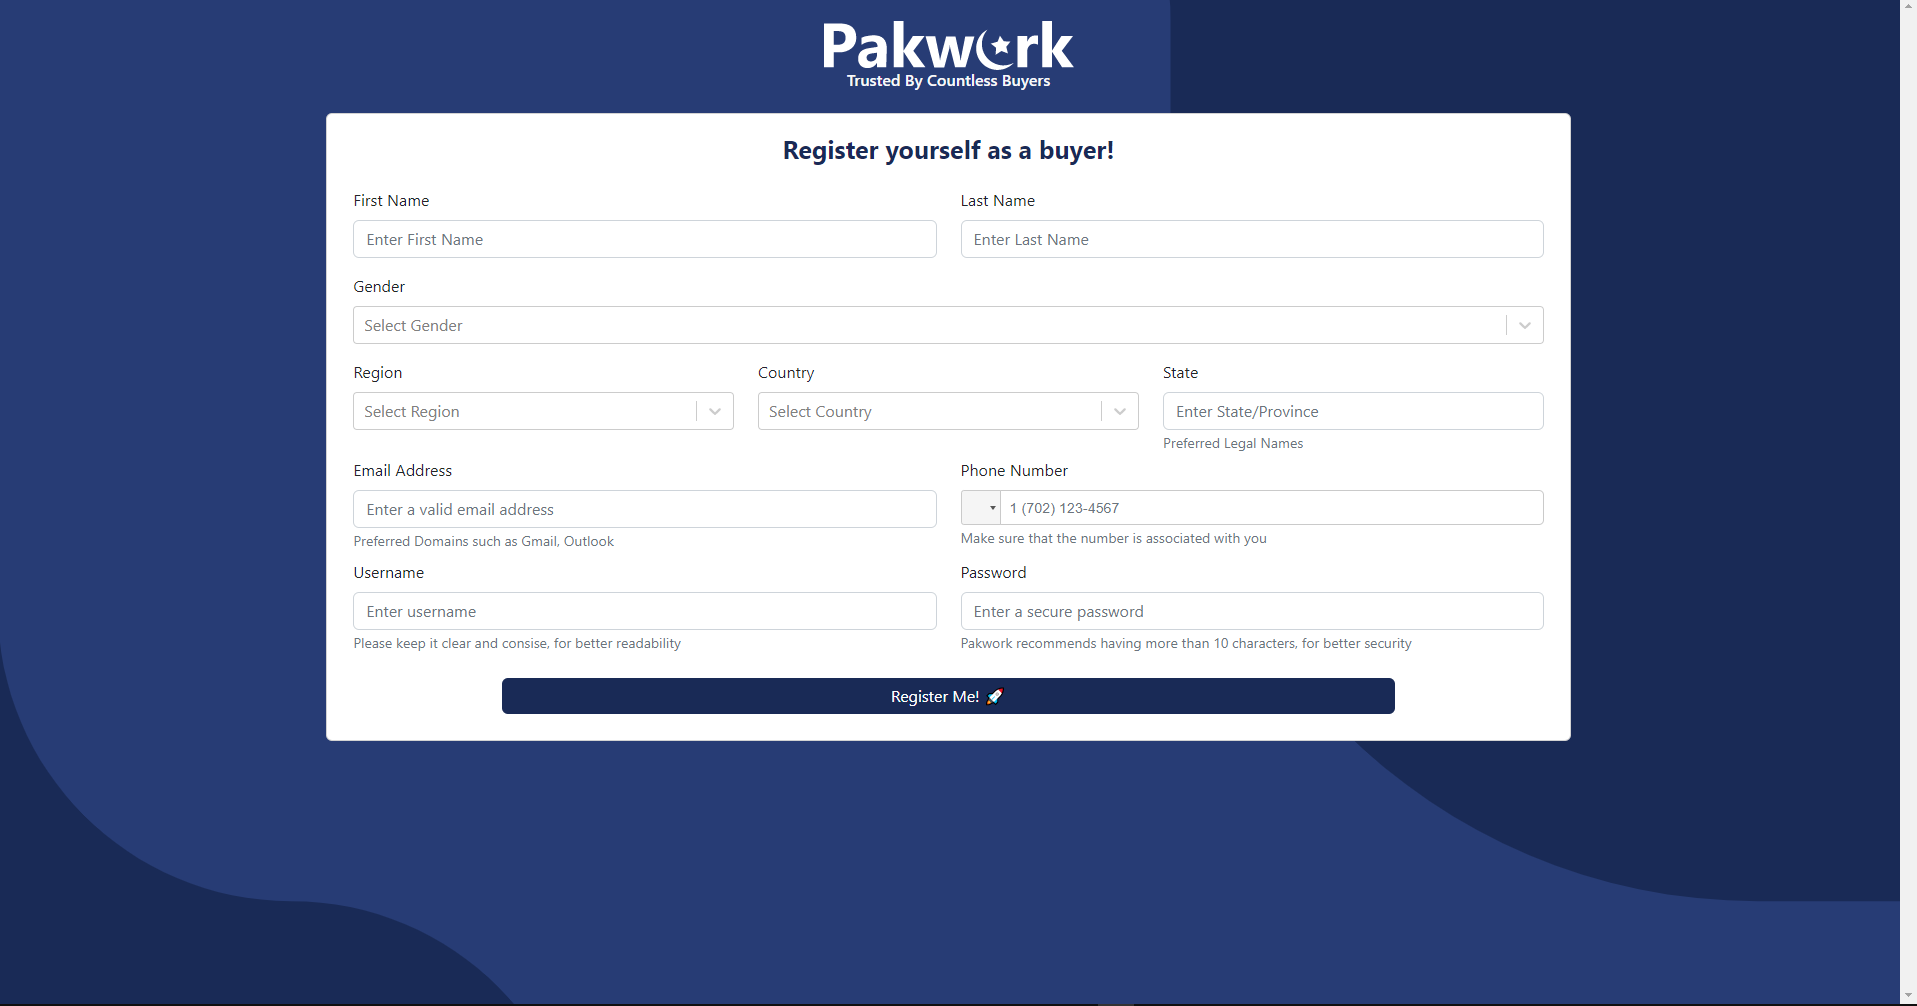 Pakwork
Trusted By Countless Buyers
Register yourself as a buyer!
First Name
Last Name
Enter First Name
Enter Last Name
Gender
Select Gender
Region
Country
State
Select Region
Select Country
Enter State/Province
Preferred Legal Names
Email Address
Phone Number
Enter a valid email address
1 (702) 123-4567
Preferred Domains such as Gmail, Outlook
Make sure that the number is associated with you
Username
Password
Enter username
Enter a secure password
Please keep it clear and consise, for better readability
Pakwork recommends having more than 10 characters, for better security
Register Me! 🚀